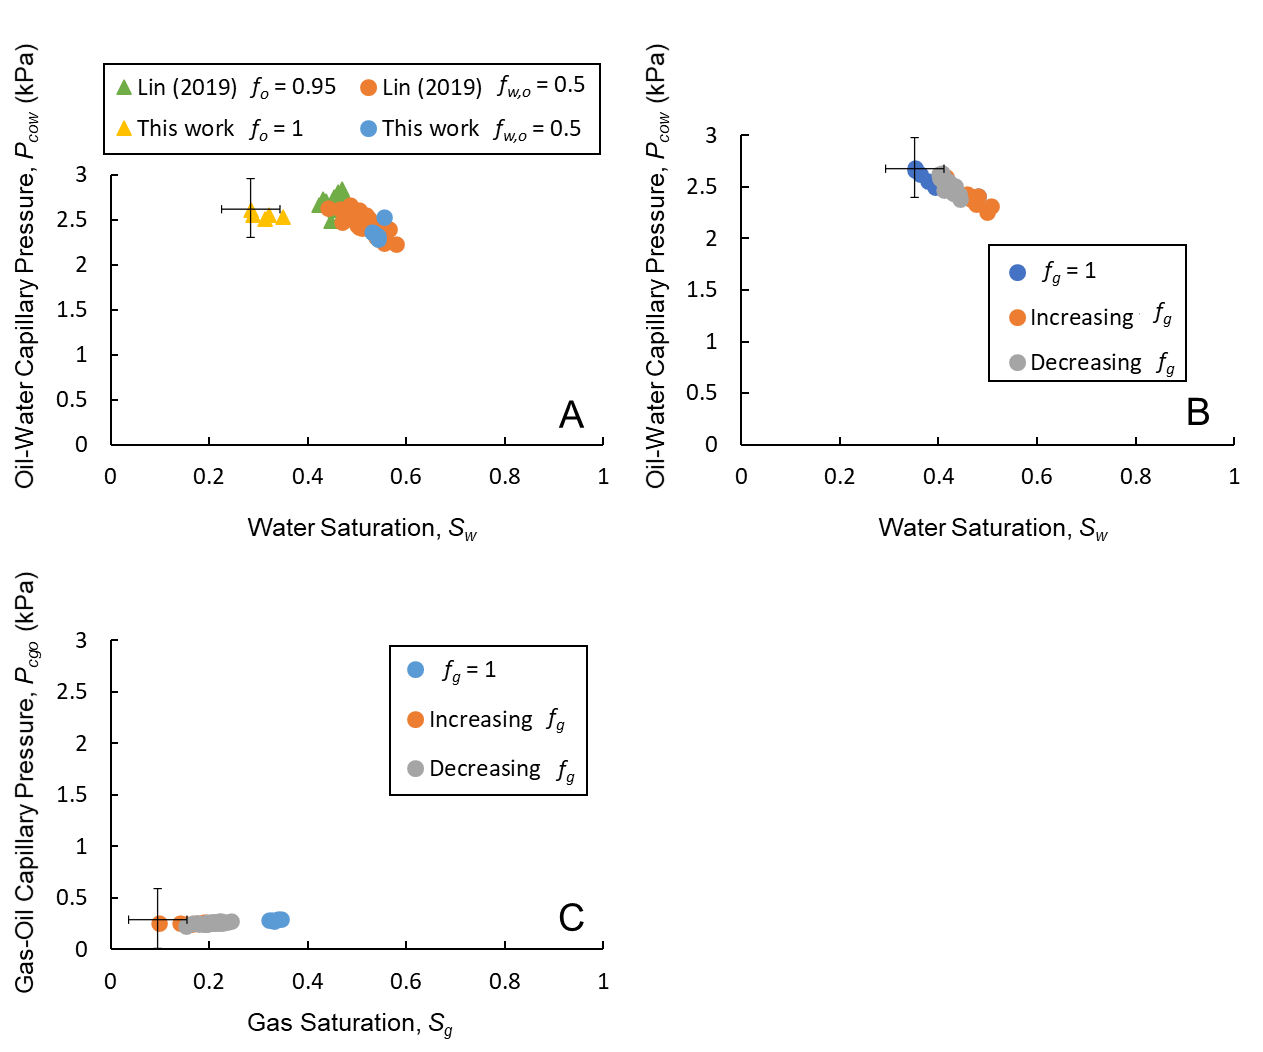 Oil-Water Capillary Pressure, Pcow (kPa)
Lin (2019) fo = 0.95
Lin (2019) fw,o = 0.5
This work fo = 1
This work fw,o = 0.5
3
2.5
2
1.5
1
0.5
0
0 0.2 0.4 0.6 0.8 1
A
Water Saturation, Sw
Oil-Water Capillary Pressure, Pcow (kPa)
3
2.5
2
1.5
1
0.5
0
0 0.2 0.4 0.6 0.8 1
fg = 1
Increasing fg
Decreasing fg
B
Water Saturation, Sw
Gas-Oil Capillary Pressure, Pcgo (kPa)
3
2.5
2
1.5
1
0.5
0
0 0.2 0.4 0.6 0.8 1
fg = 1
Increasing fg
Decreasing fg
C
Gas Saturation, Sg